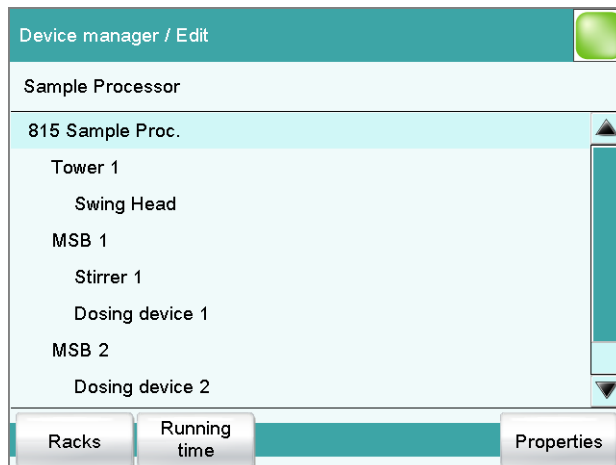 Device manager / Edit
Sample Processor
815 Sample Proc.
Tower 1
Swing Head
MSB 1
Stirrer 1
Dosing device 1
MSB 2
Dosing device 2
Racks
Running
time
Properties